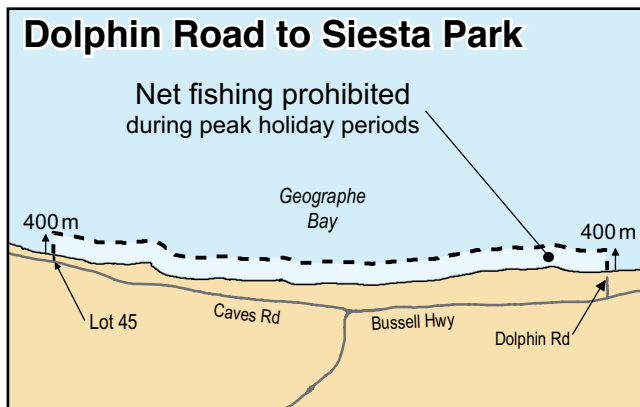 Dolphin Road to Siesta Park
Net fishing prohibited
during peak holiday periods
Geographe
Bay
400 m
400 m
Lot 45
Caves Rd
Bussell Hwy
Dolphin Rd